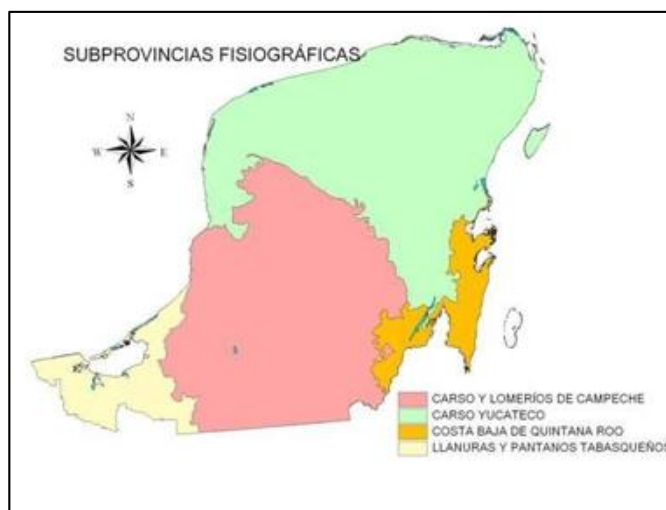 SUBPROVINCIAS FISIOGRÁFICAS
N
W E
S
CARSO Y LOMERÍOS DE CAMPECHE
CARSO YUCATECO
COSTA BAJA DE QUINTANA ROO
LLANURAS Y PANTANOS TABASQUEÑOS